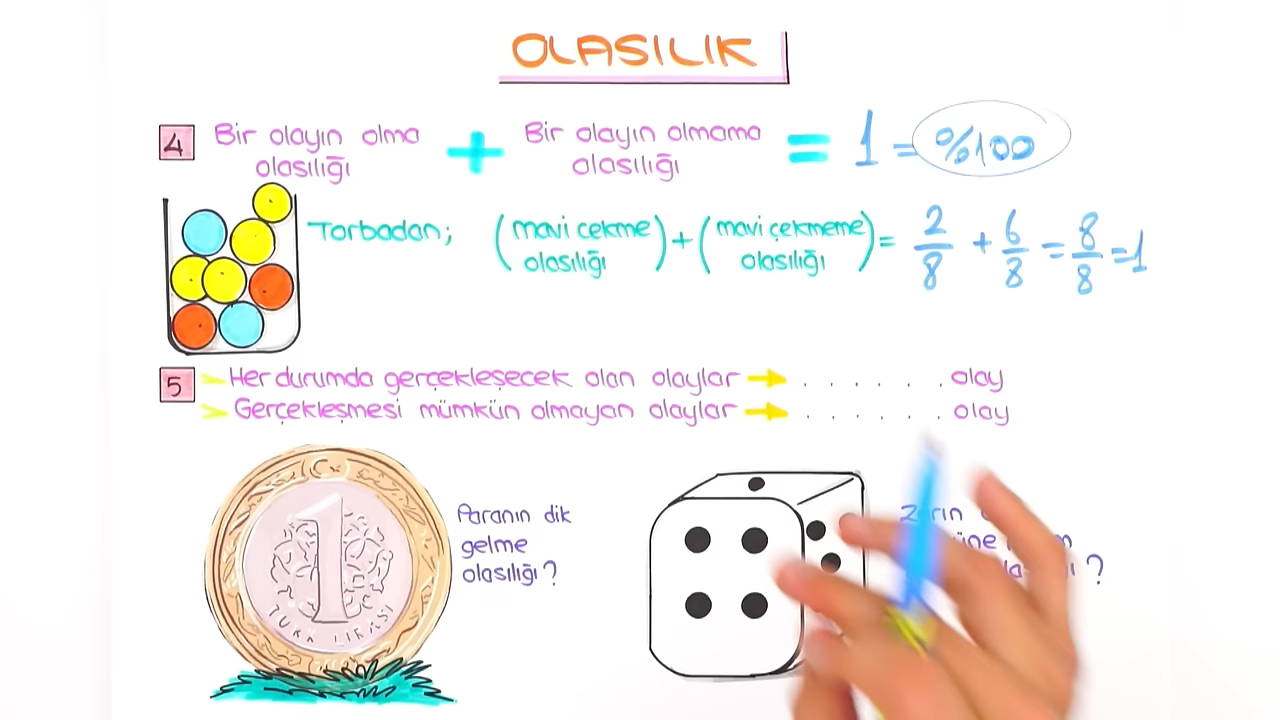 OLASILIK
4 Bir olayın olma olasılığı + Bir olayın olmama olasılığı = 1 = %100
Torbadan; (mavi çekme olasılığı) + (mavi çekmeme olasılığı) = 2/8 + 6/8 = 8/8 = 1
5 > Her durumda gerçekleşecek olan olaylar → . . . . . . . olay
> Gerçekleşmesi mümkün olmayan olaylar → . . . . . . . olay
1
TÜRK LİRASI
Paranın dik
gelme
olasılığı?
?